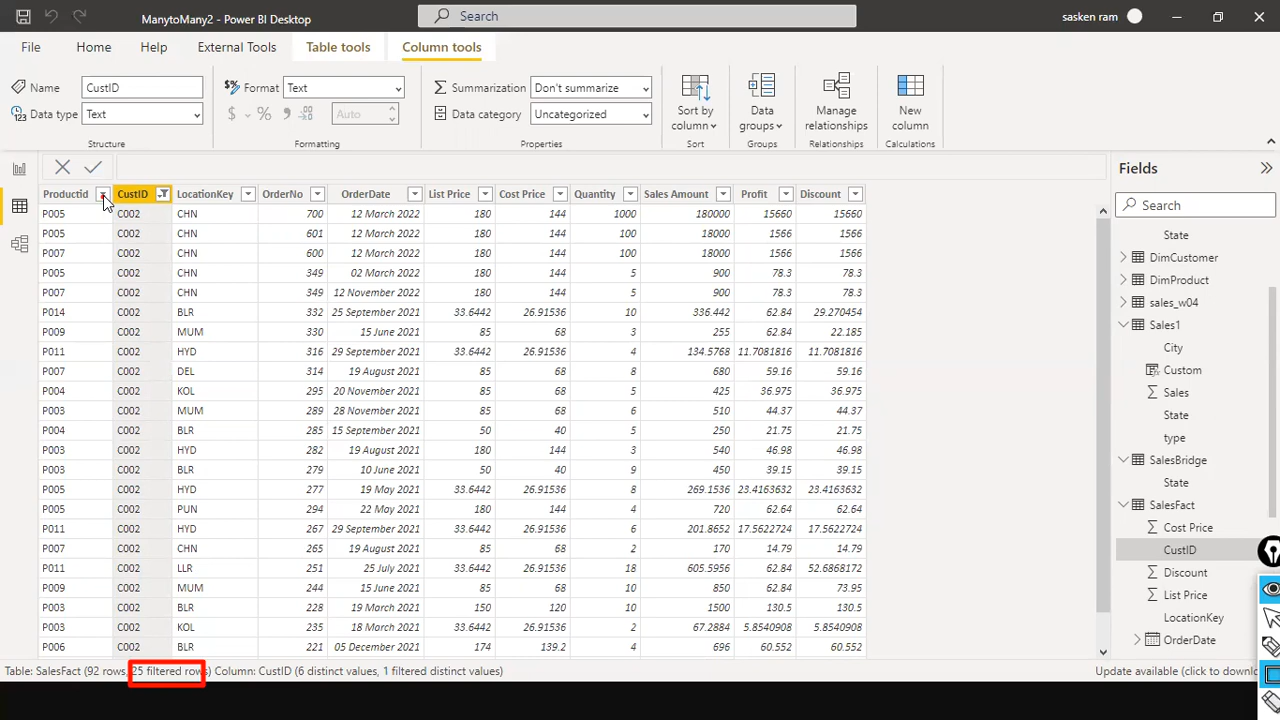 ManytoMany2 - Power BI Desktop
Search
sasken ram
File Home Help External Tools Table tools Column tools
Name CustID
Data type Text
Structure
Format Text
$ % 9 Auto
Formatting
Summarization Don't summarize
Data category Uncategorized
Properties
Sort by
column
Sort
Data
groups
Groups
Manage
relationships
Relationships
New
column
Calculations
Productid CustID LocationKey OrderNo OrderDate List Price Cost Price Quantity Sales Amount Profit Discount
P005 C002 CHN 700 12 March 2022 180 144 1000 180000 15660 15660
P005 C002 CHN 601 12 March 2022 180 144 100 18000 1566 1566
P007 C002 CHN 600 12 March 2022 180 144 100 18000 1566 1566
P005 C002 CHN 349 02 March 2022 180 144 5 900 78.3 78.3
P007 C002 CHN 349 12 November 2022 180 144 5 900 78.3 78.3
P014 C002 BLR 332 25 September 2021 33.6442 26.91536 10 336.442 62.84 29.270454
P009 C002 MUM 330 15 June 2021 85 68 3 255 62.84 22.185
P011 C002 HYD 316 29 September 2021 33.6442 26.91536 4 134.5768 11.7081816 11.7081816
P007 C002 DEL 314 19 August 2021 85 68 8 680 59.16 59.16
P004 C002 KOL 295 20 November 2021 85 68 5 425 36.975 36.975
P003 C002 MUM 289 28 November 2021 85 68 6 510 44.37 44.37
P004 C002 BLR 285 15 September 2021 50 40 5 250 21.75 21.75
P003 C002 HYD 282 19 August 2021 180 144 3 540 46.98 46.98
P003 C002 BLR 279 10 June 2021 50 40 9 450 39.15 39.15
P005 C002 HYD 277 19 May 2021 33.6442 26.91536 8 269.1536 23.4163632 23.4163632
P005 C002 PUN 294 22 May 2021 180 144 4 720 62.64 62.64
P011 C002 HYD 267 29 September 2021 33.6442 26.91536 6 201.8652 17.5622724 17.5622724
P007 C002 CHN 265 19 August 2021 85 68 2 170 14.79 14.79
P011 C002 LLR 251 25 July 2021 33.6442 26.91536 18 605.5956 62.84 52.6868172
P009 C002 MUM 244 15 June 2021 85 68 10 850 62.84 73.95
P003 C002 BLR 228 19 March 2021 150 120 10 1500 130.5 130.5
P003 C002 KOL 235 18 March 2021 33.6442 26.91536 2 67.2884 5.8540908 5.8540908
P006 C002 BLR 221 05 December 2021 174 139.2 4 696 60.552 60.552
Table: SalesFact (92 rows, 25 filtered rows) Column: CustID (6 distinct values, 1 filtered distinct values)
Update available (click to downlo
Fields
Search
State
DimCustomer
DimProduct
sales_w04
Sales1
City
Custom
Sales
State
type
SalesBridge
State
SalesFact
Cost Price
CustID
Discount
List Price
LocationKey
OrderDate